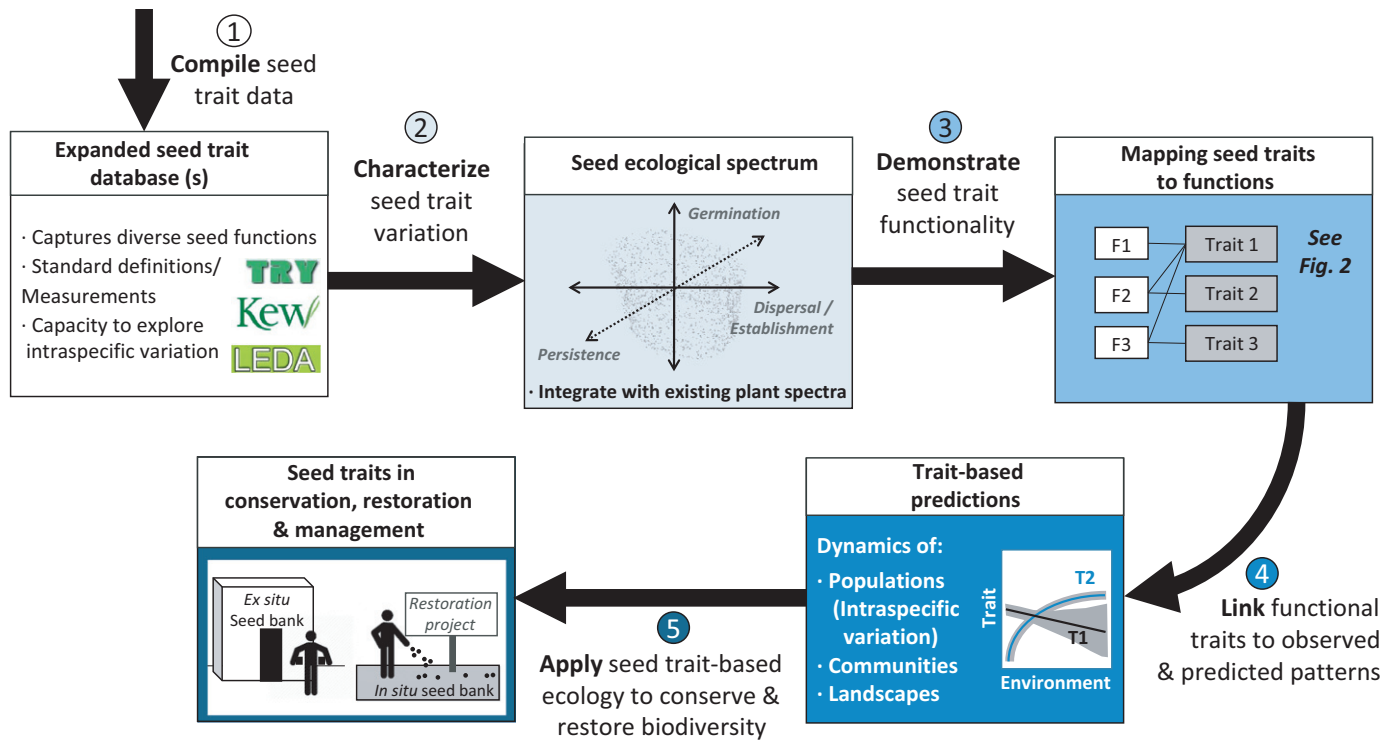 1
Compile seed
trait data
Expanded seed trait
database (s)
· Captures diverse seed functions
· Standard definitions/
Measurements
· Capacity to explore
intraspecific variation
TRY
Kew
LEDA
2
Characterize
seed trait
variation
Seed ecological spectrum
Germination
Dispersal /
Establishment
Persistence
· Integrate with existing plant spectra
3
Demonstrate
seed trait
functionality
Mapping seed traits
to functions
F1
Trait 1
F2
Trait 2
F3
Trait 3
See
Fig. 2
4
Link functional
traits to observed
& predicted patterns
Trait-based
predictions
Dynamics of:
· Populations
(Intraspecific
variation)
· Communities
· Landscapes
Trait
T2
T1
Environment
5
Apply seed trait-based
ecology to conserve &
restore biodiversity
Seed traits in
conservation, restoration
& management
Ex situ
Seed bank
Restoration
project
In situ seed bank